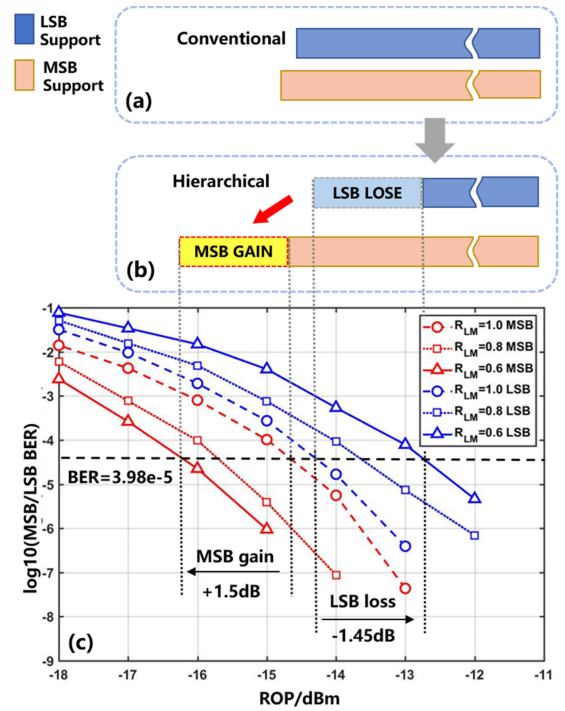 LSB
Support
MSB
Support
Conventional
(a)
Hierarchical
LSB LOSE
MSB GAIN
(b)
-1
-2
-3
-4
-5
-6
-7
-8
-9
log10(MSB/LSB BER)
R_LM=1.0 MSB
R_LM=0.8 MSB
R_LM=0.6 MSB
R_LM=1.0 LSB
R_LM=0.8 LSB
R_LM=0.6 LSB
BER=3.98e-5
MSB gain
+1.5dB
LSB loss
-1.45dB
(c)
-18 -17 -16 -15 -14 -13 -12 -11
ROP/dBm